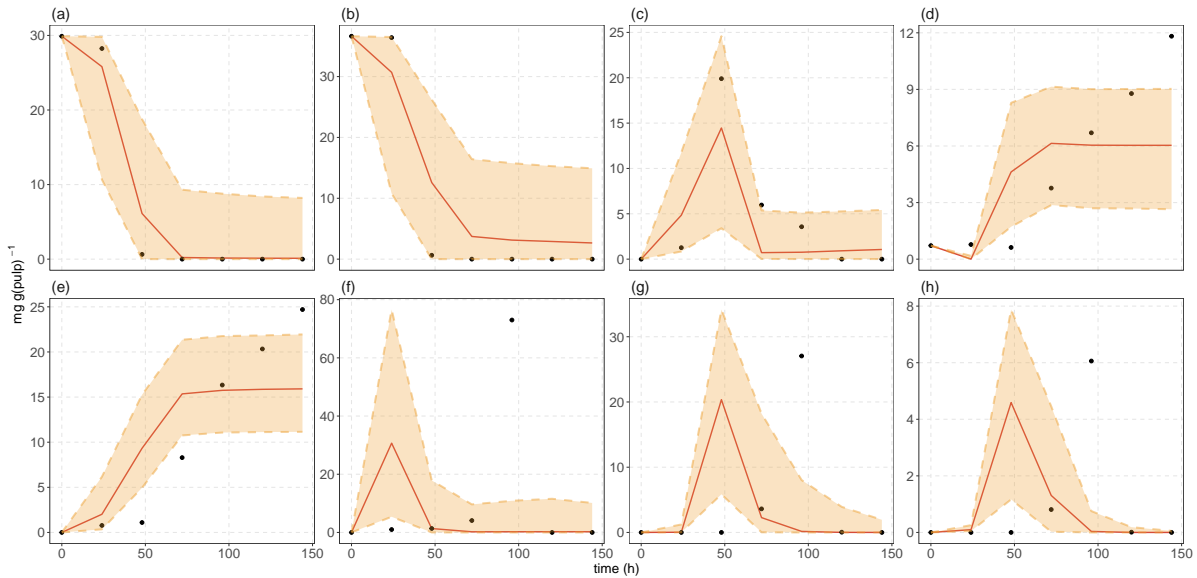 (a) (b) (c) (d)
30 20 10 0
30 20 10 0
25 20 15 10 5 0
12 9 6 3 0
mg g(pulp) ⁻¹
(e) (f) (g) (h)
25 20 15 10 5 0
80 60 40 20 0
30 20 10 0
8 6 4 2 0
0 50 100 150 0 50 100 150 0 50 100 150 0 50 100 150
time (h)